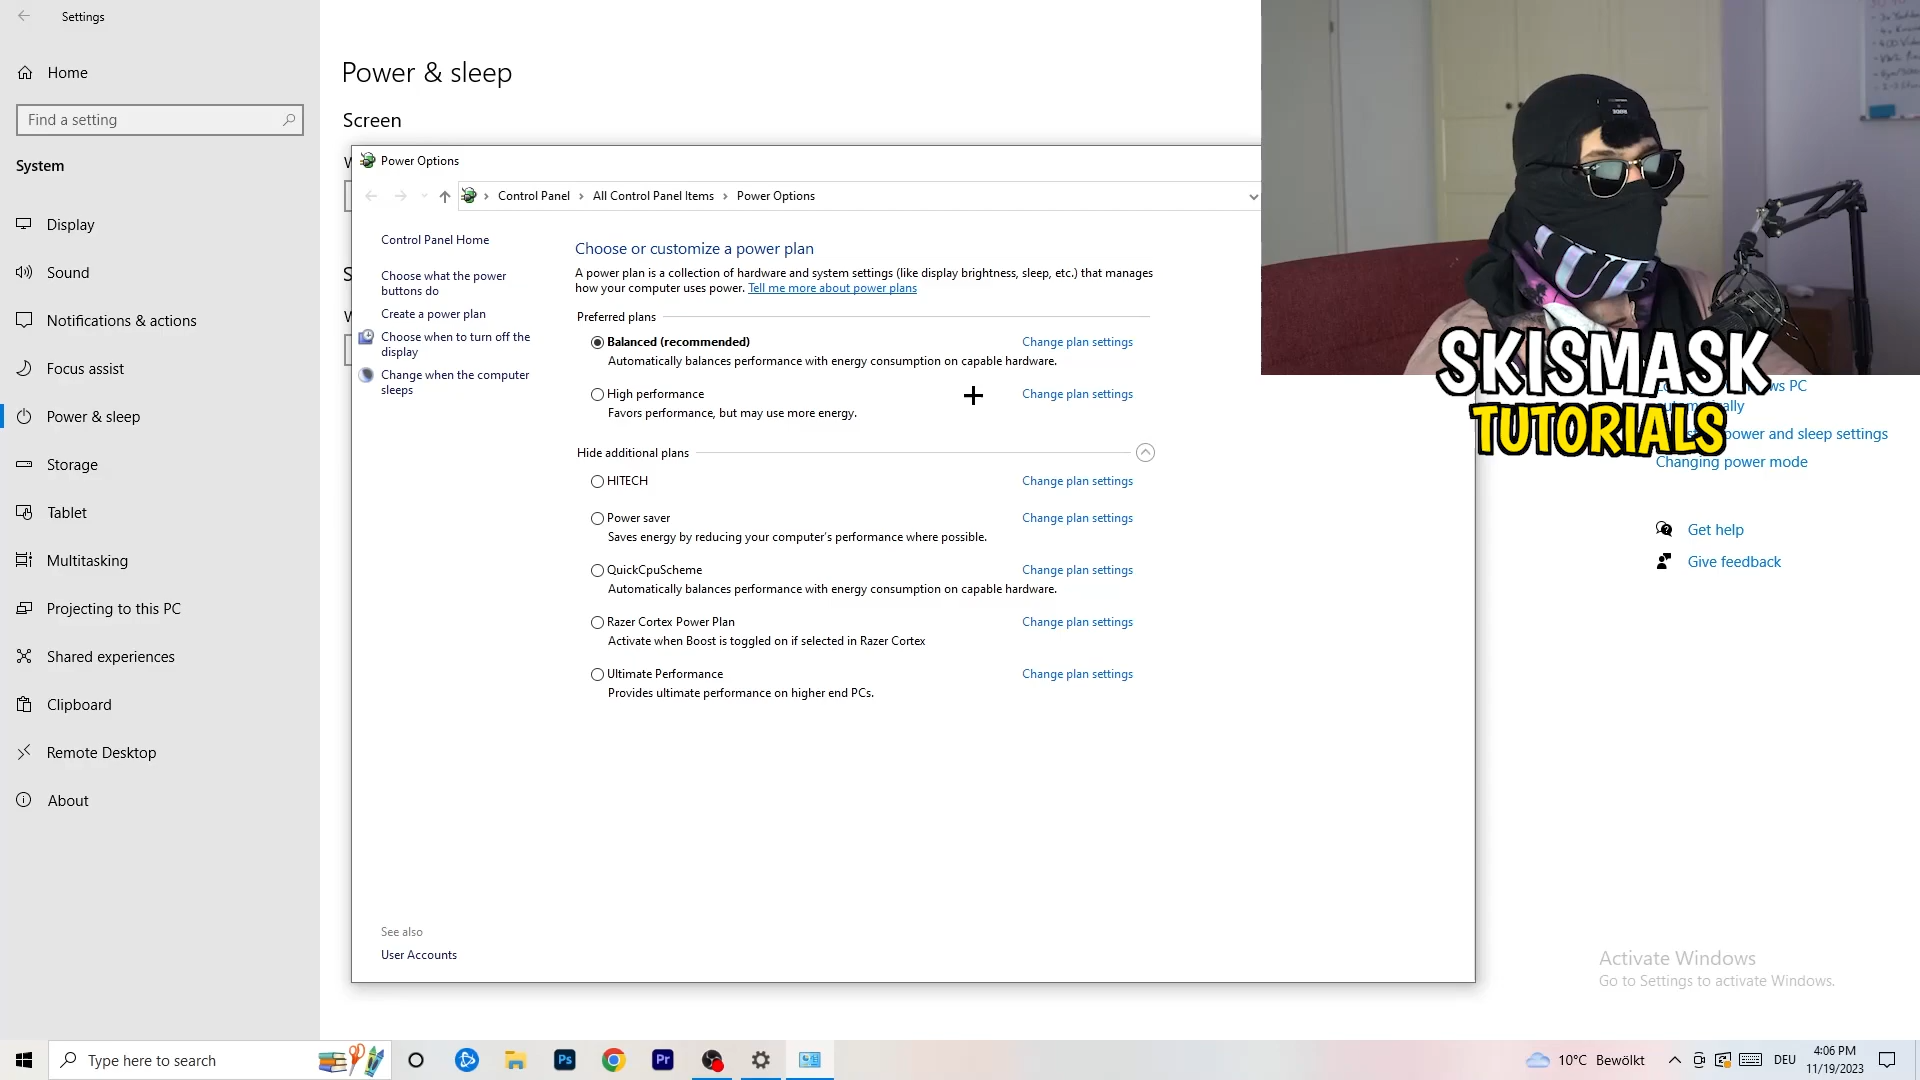 Settings
Home
Find a setting
System
Display
Sound
Notifications & actions
Focus assist
Power & sleep
Storage
Tablet
Multitasking
Projecting to this PC
Shared experiences
Clipboard
Remote Desktop
About
Power & sleep
Screen
Power Options
Control Panel › All Control Panel Items › Power Options
Control Panel Home
Choose what the power
buttons do
Create a power plan
Choose when to turn off the
display
Change when the computer
sleeps
See also
User Accounts
Choose or customize a power plan
A power plan is a collection of hardware and system settings (like display brightness, sleep, etc.) that manages
how your computer uses power. Tell me more about power plans
Preferred plans
Balanced (recommended) Change plan settings
Automatically balances performance with energy consumption on capable hardware.
High performance Change plan settings
Favors performance, but may use more energy.
Hide additional plans
HITECH Change plan settings
Power saver Change plan settings
Saves energy by reducing your computer's performance where possible.
QuickCpuScheme Change plan settings
Automatically balances performance with energy consumption on capable hardware.
Razer Cortex Power Plan Change plan settings
Activate when Boost is toggled on if selected in Razer Cortex
Ultimate Performance Change plan settings
Provides ultimate performance on higher end PCs.
SKISMASK
TUTORIALS
PC
power and sleep settings
Changing power mode
Get help
Give feedback
Activate Windows
Go to Settings to activate Windows.
Type here to search
Ps
Pr
10°C Bewölkt
DEU
4:06 PM
11/19/2023